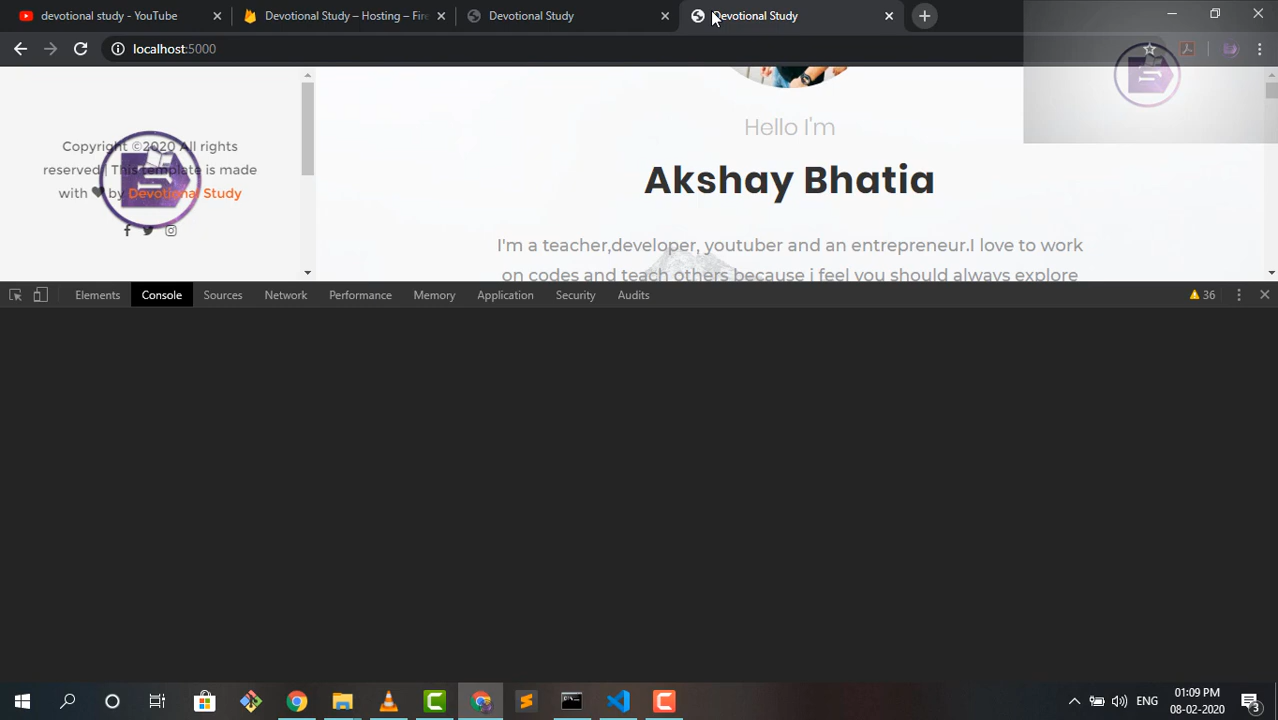 devotional study - YouTube
Devotional Study – Hosting – Fire
Devotional Study
Devotional Study
localhost:5000
Copyright ©2020 All rights
reserved | This template is made
with by Devotional Study
Hello I'm
Akshay Bhatia
I'm a teacher,developer, youtuber and an entrepreneur.I love to work
on codes and teach others because i feel you should always explore
Elements
Console
Sources
Network
Performance
Memory
Application
Security
Audits
36
ENG
01:09 PM
08-02-2020
3